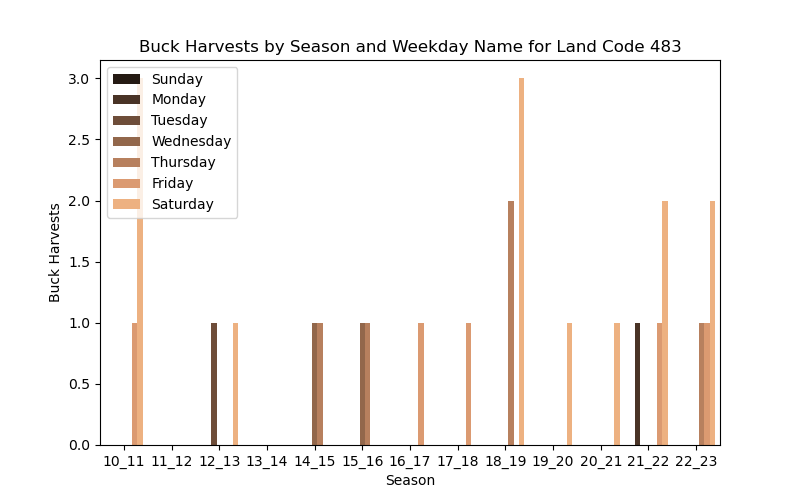 Buck Harvests by Season and Weekday Name for Land Code 483
3.0
2.5
2.0
1.5
1.0
0.5
0.0
Buck Harvests
Sunday
Monday
Tuesday
Wednesday
Thursday
Friday
Saturday
10_11 11_12 12_13 13_14 14_15 15_16 16_17 17_18 18_19 19_20 20_21 21_22 22_23
Season